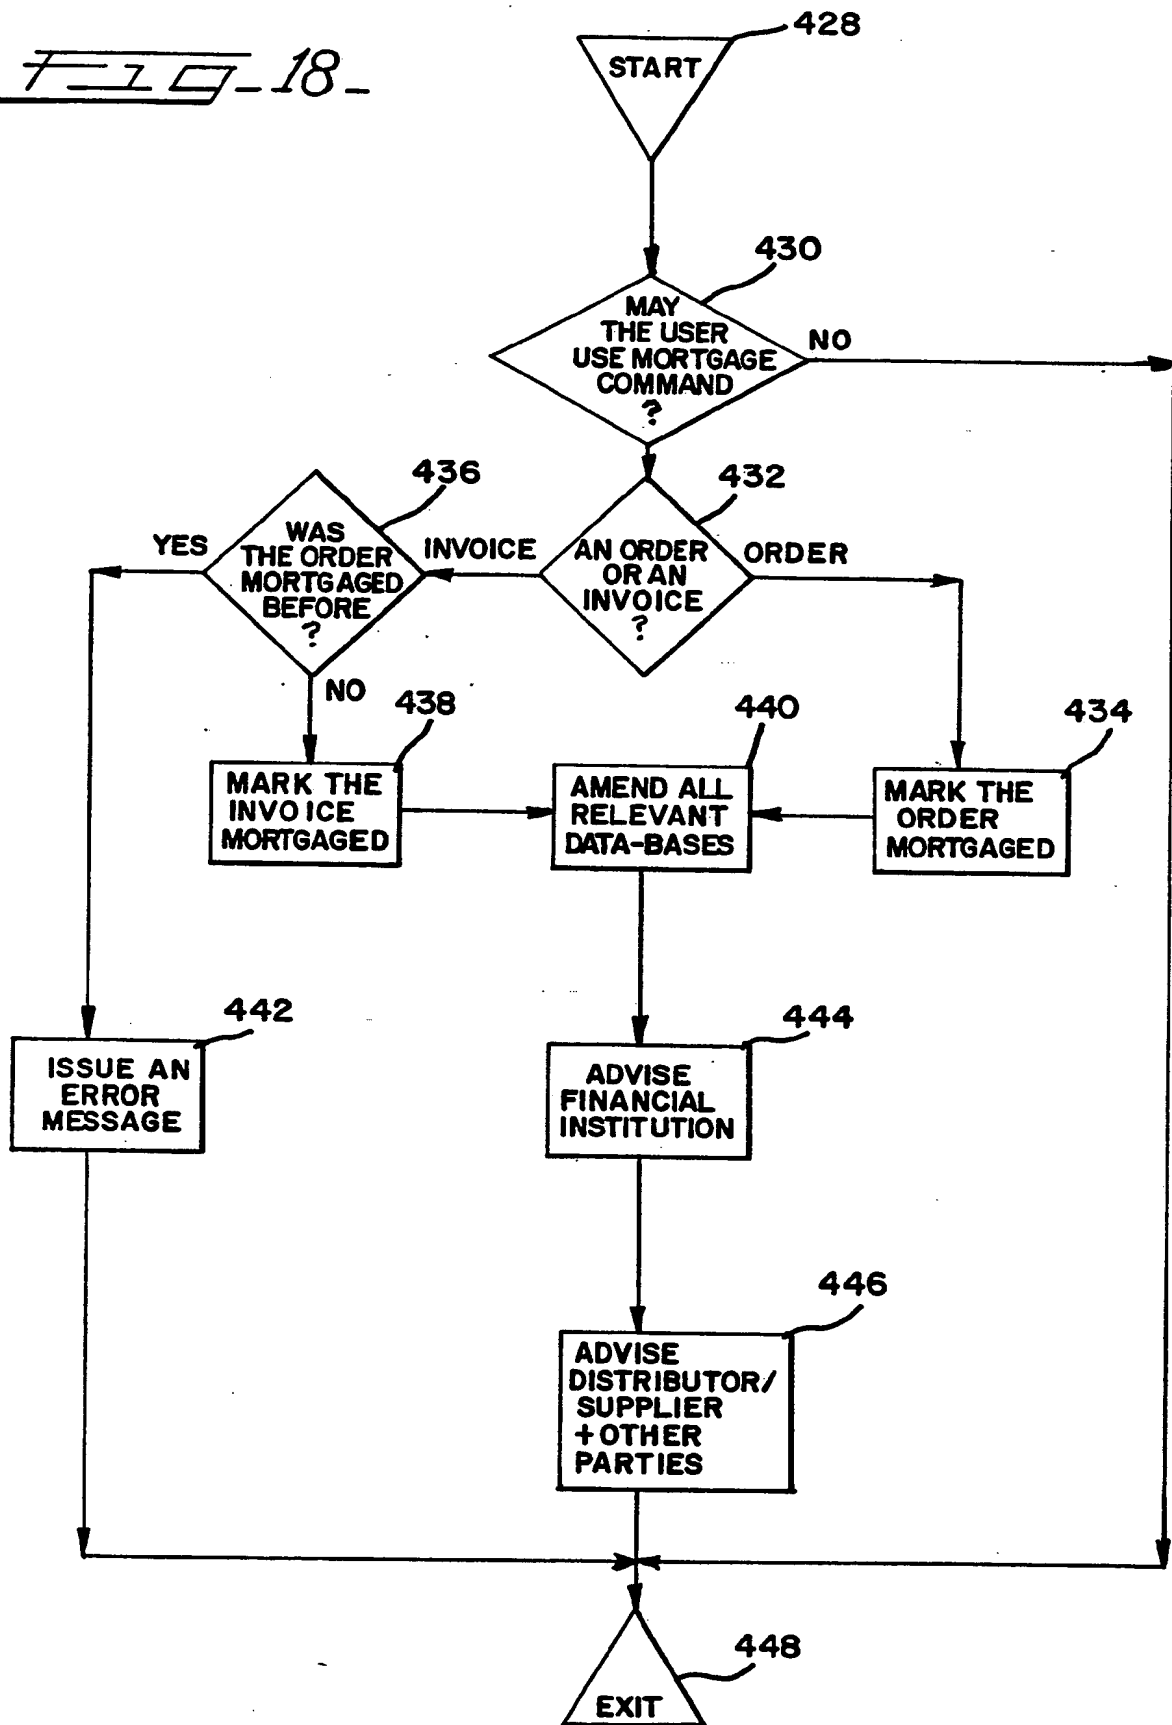 Fig-18-
428
START
430
MAY
THE USER
USE MORTGAGE
COMMAND
?
NO
436
432
YES
WAS
THE ORDER
MORTGAGED
BEFORE
?
INVOICE
AN ORDER
OR AN
INVOICE
?
ORDER
NO
438
440
434
MARK THE
INVOICE
MORTGAGED
AMEND ALL
RELEVANT
DATA-BASES
MARK THE
ORDER
MORTGAGED
442
444
ISSUE AN
ERROR
MESSAGE
ADVISE
FINANCIAL
INSTITUTION
446
ADVISE
DISTRIBUTOR/
SUPPLIER
+OTHER
PARTIES
448
EXIT